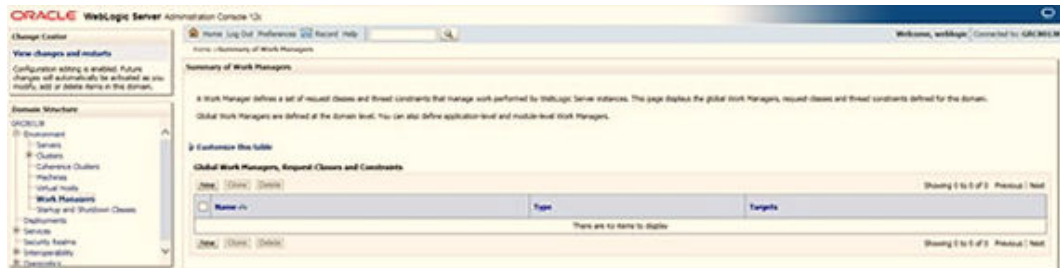 ORACLE WebLogic Server Administration Console 12c
Change Center
View changes and restarts
Configuration editing is enabled. Future
changes will automatically be activated as you
modify, add or delete items in this domain.
Domain Structure
Environment
Servers
Clusters
Coherence Clusters
Machines
Virtual Hosts
Work Managers
Startup and Shutdown Classes
Deployments
Services
Security Realms
Interoperability
Diagnostics
Home Log Out Preferences Record Help
Welcome, weblogic Connected to:
Home >Summary of Work Managers
Summary of Work Managers
A Work Manager defines a set of request classes and thread constraints that manage work performed by WebLogic Server instances. This page displays the global Work Managers, request classes and thread constraints defined for this domain.
Global Work Managers are defined at the domain level. You can also define application-level and module-level Work Managers.
Customize this table
Global Work Managers, Request Classes and Constraints
New Clone Delete
Showing 0 to 0 of 0 Previous | Next
Name Type Targets
There are no items to display
New Clone Delete
Showing 0 to 0 of 0 Previous | Next